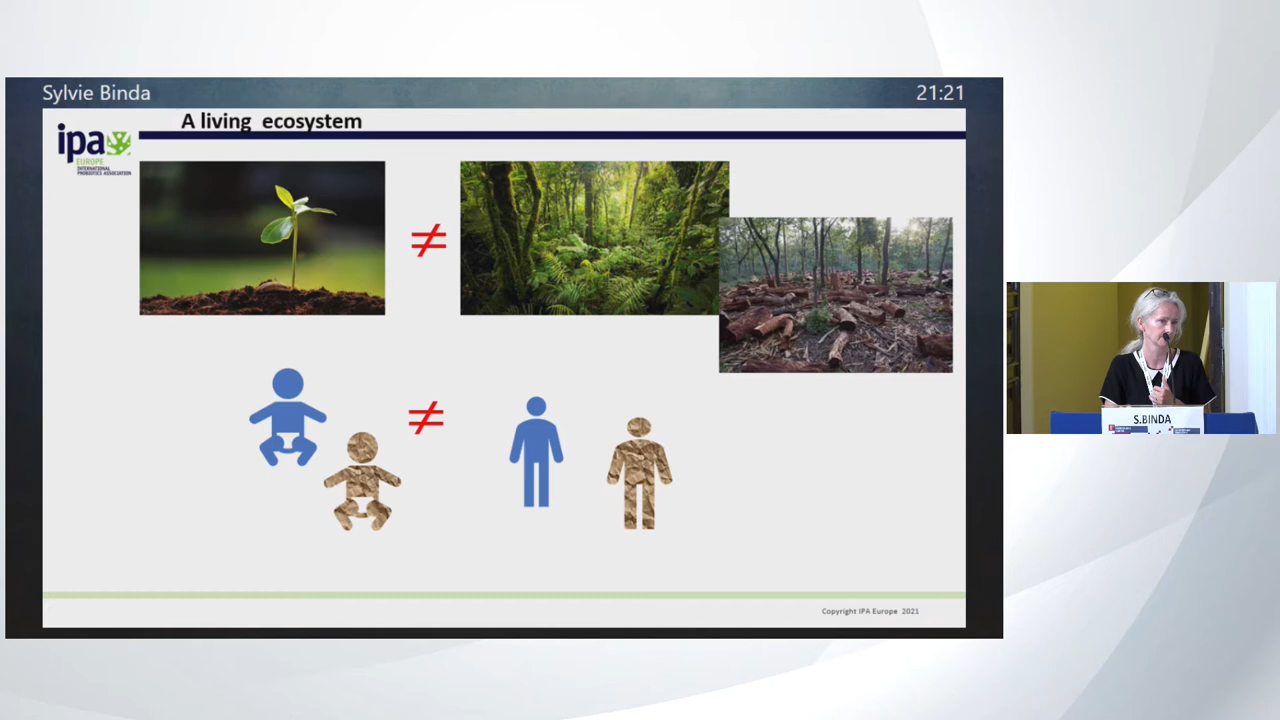 Sylvie Binda
21:21
A living ecosystem
ipa
EUROPE
INTERNATIONAL
PROBIOTICS ASSOCIATION
≠
≠
S.BINDA
Copyright IPA Europe 2021